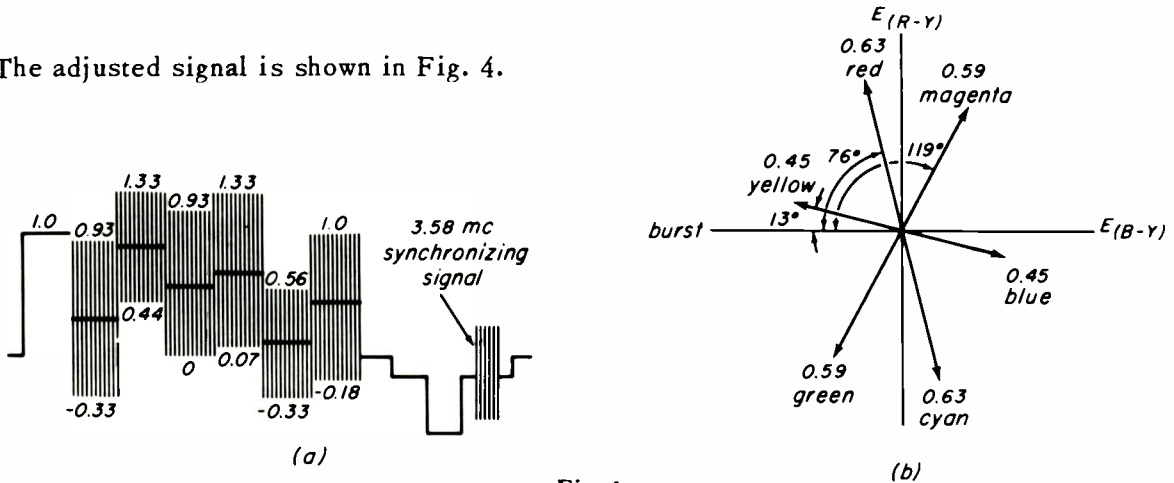 The adjusted signal is shown in Fig. 4.
1.0
0.93
1.33
0.93
1.33
1.0
0.56
0.44
0
0.07
-0.33
-0.33
-0.18
3.58 mc
synchronizing
signal
(a)
E(R-Y)
0.63
red
0.59
magenta
0.45
yellow
76°
119°
13°
burst
E(B-Y)
0.45
blue
0.59
green
0.63
cyan
(b)